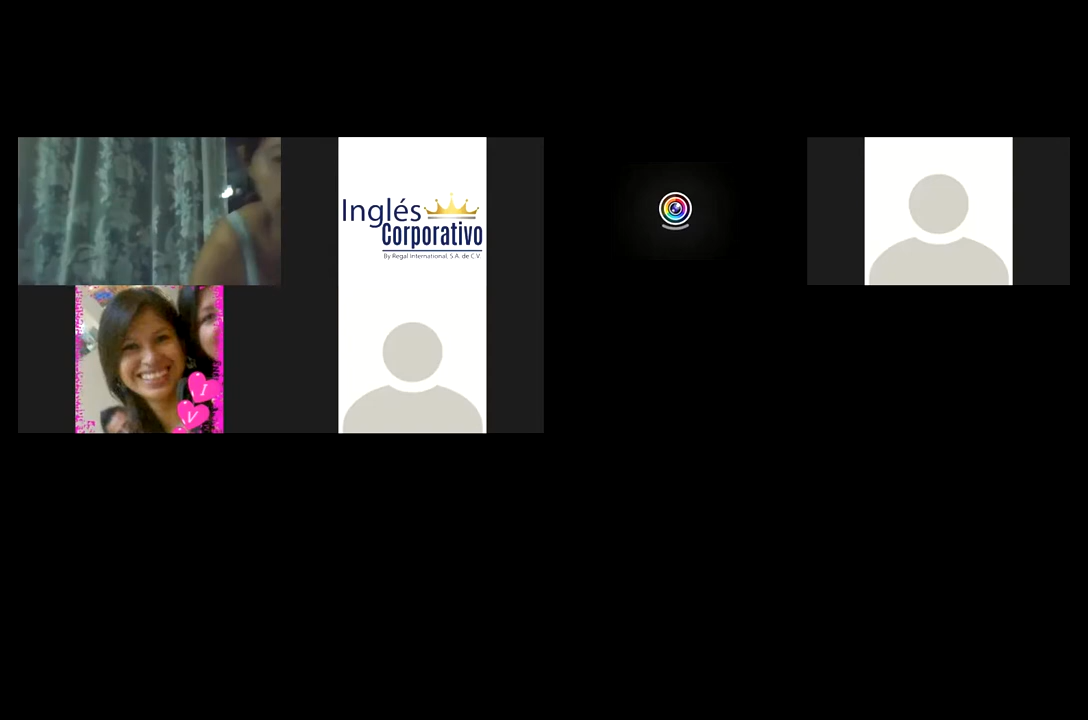 Inglés
Corporativo
By Regal International, S.A. de C.V.
I
V